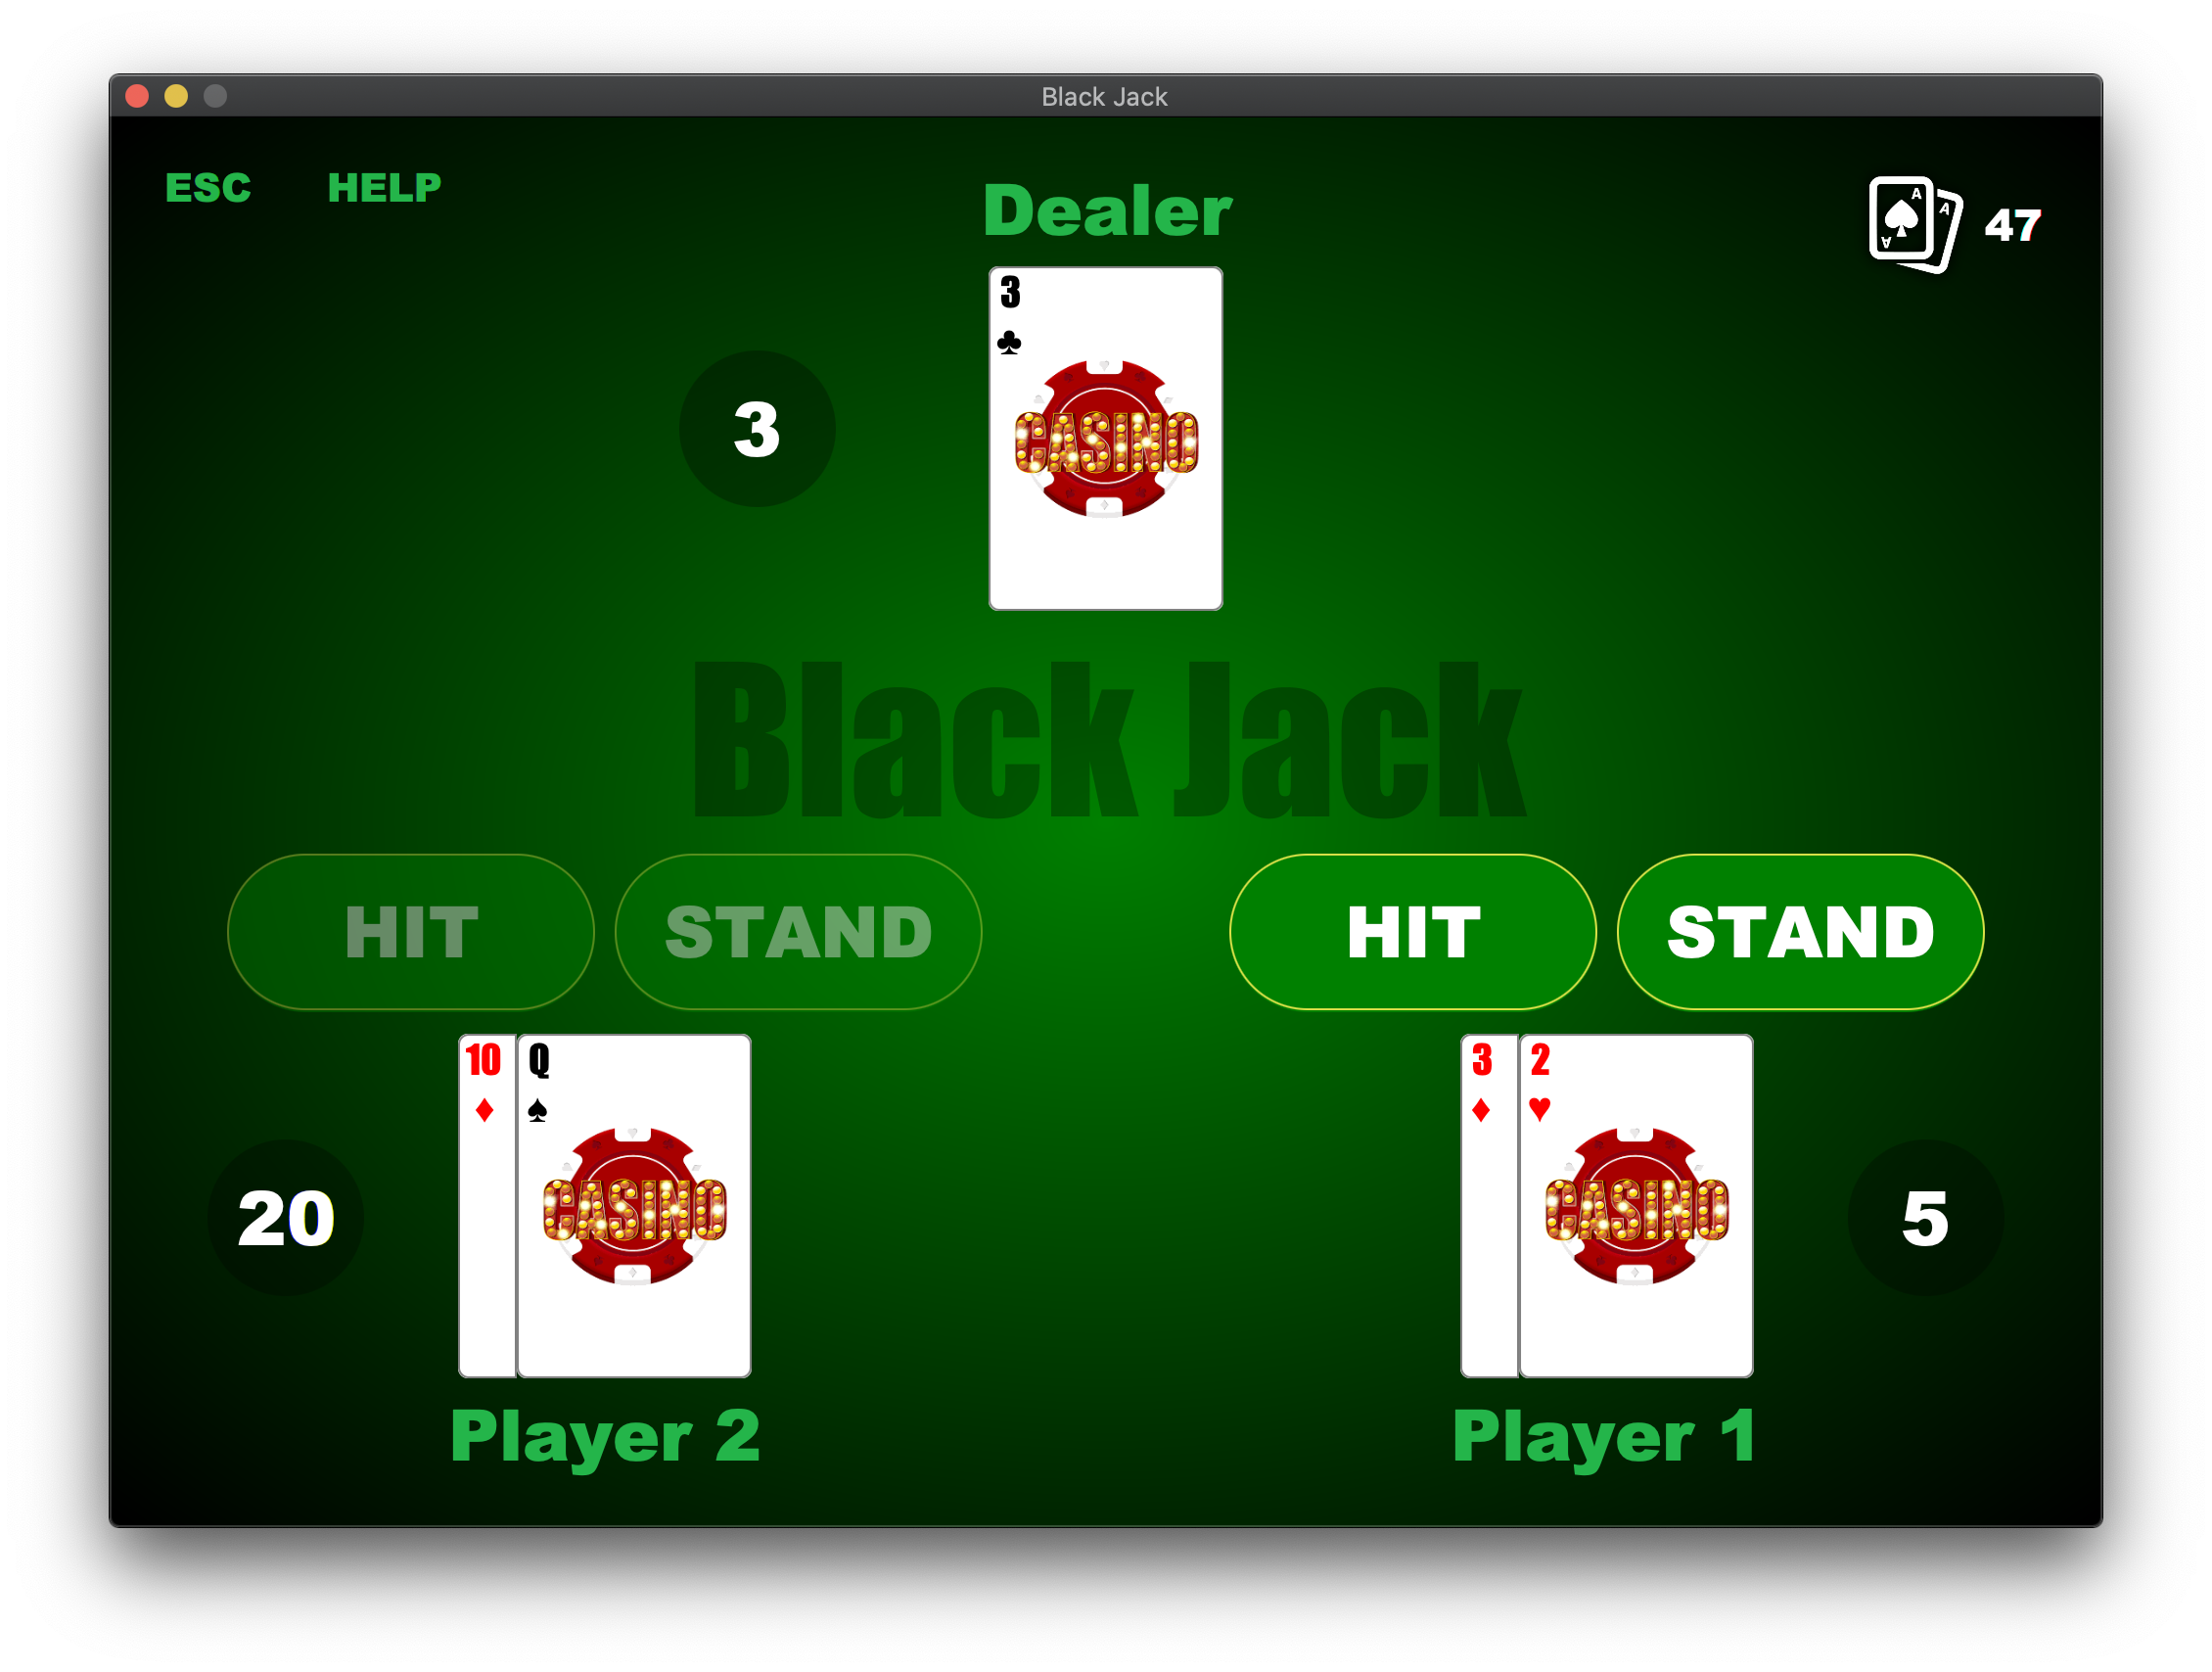 Black Jack
ESC HELP
Dealer
A A A 47
3 ♣
CASINO
3
Black Jack
HIT STAND HIT STAND
10 ♦ Q ♠ 3 ♦ 2 ♥
CASINO CASINO
20 5
Player 2 Player 1